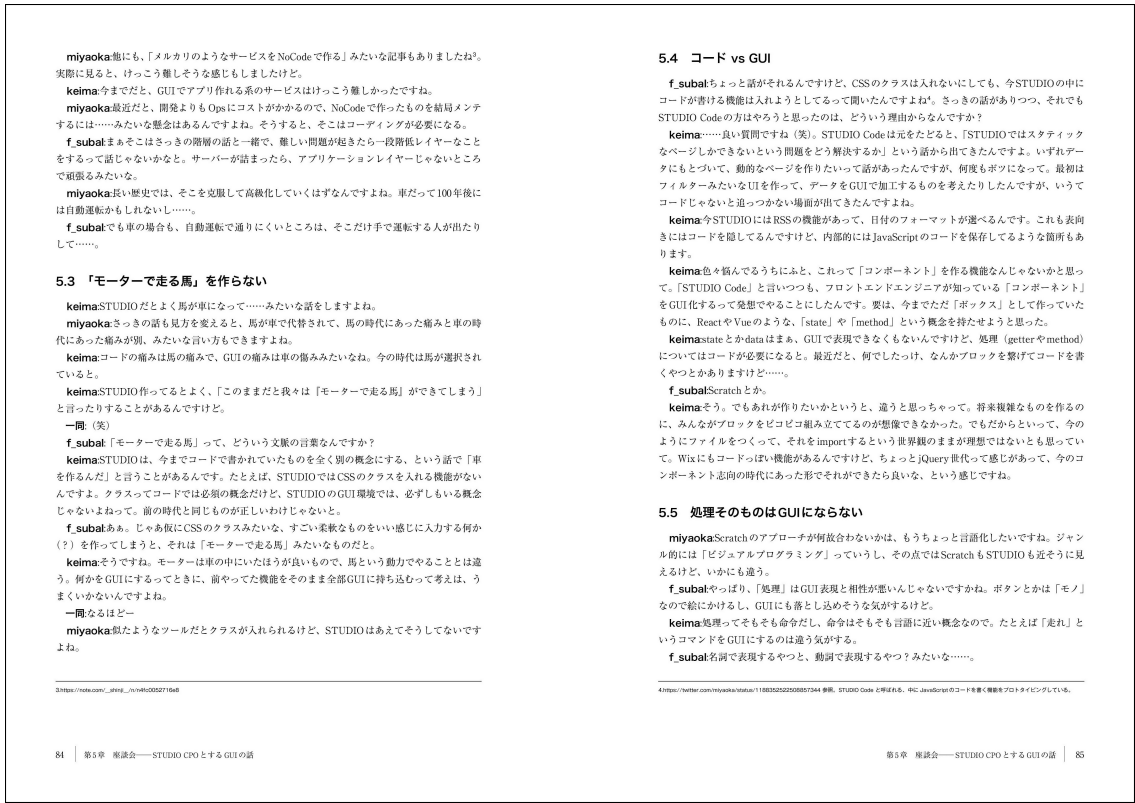 miyaoka:他にも、「メルカリのようなサービスをNoCodeで作る」みたいな記事もありましたね3。
実際に見ると、けっこう難しそうな感じもしましたけど。
keima:今までだと、GUIでアプリ作れる系のサービスはけっこう難しかったですね。
miyaoka:最近だと、開発よりもOpsにコストがかかるので、NoCodeで作ったものを結局メンテ
するには……みたいな懸念はあるんですよね。そうすると、そこはコーディングが必要になる。
f_subal:まぁそこはさっきの階層の話と一緒で、難しい問題が起きたら一段階低レイヤーなこと
をするって話じゃないかなと。サーバーが詰まったら、アプリケーションレイヤーじゃないところ
で頑張るみたいな。
miyaoka:長い歴史では、そこを克服して高級化していくはずなんですよね。車だって100年後に
は自動運転かもしれないし……。
f_subal:でも車の場合も、自動運転で通りにくいところは、そこだけ手で運転する人が出たり
して……。
5.3 「モーターで走る馬」を作らない
keima:STUDIOだとよく馬が車になって……みたいな話をしますよね。
miyaoka:さっきの話も見方を変えると、馬が車で代替されて、馬の時代にあった痛みと車の時
代にあった痛みが別、みたいな言い方もできますよね。
keima:コードの痛みは馬の痛みで、GUIの痛みは車の傷みみたいなね。今の時代は馬が選択され
ていると。
keima:STUDIO作ってるとよく、「このままだと我々は『モーターで走る馬』ができてしまう」
と言ったりすることがあるんですけど。
一同:（笑）
f_subal:「モーターで走る馬」って、どういう文脈の言葉なんですか？
keima:STUDIOは、今までコードで書かれていたものを全く別の概念にする、という話で「車
を作るんだ」と言うことがあるんです。たとえば、STUDIOではCSSのクラスを入れる機能がない
んですよ。クラスってコードでは必須の概念だけど、STUDIOのGUI環境では、必ずしもいる概念
じゃないよねって。前の時代と同じものが正しいわけじゃないと。
f_subal:あぁ。じゃあ仮にCSSのクラスみたいな、すごい柔軟なものをいい感じに入力する何か
（？）を作ってしまうと、それは「モーターで走る馬」みたいなものだと。
keima:そうですね。モーターは車の中にいたほうが良いもので、馬という動力でやることとは違
う。何かをGUIにするってときに、前やってた機能をそのまま全部GUIに持ち込むって考えは、う
まくいかないんですよね。
一同:なるほどー
miyaoka:似たようなツールだとクラスが入れられるけど、STUDIOはあえてそうしてないです
よね。
3.https://note.com/__shinji__/n/n4fc0052716e8
84 第5章 座談会――STUDIO CPOとするGUIの話
5.4 コード vs GUI
f_subal:ちょっと話がそれるんですけど、CSSのクラスは入れないにしても、今STUDIOの中に
コードが書ける機能は入れようとしてるって聞いたんですよね4。さっきの話がありつつ、それでも
STUDIO Codeの方はやろうと思ったのは、どういう理由からなんですか？
keima:……良い質問ですね（笑）。STUDIO Codeは元をたどると、「STUDIOではスタティック
なページしかできないという問題をどう解決するか」という話から出てきたんですよ。いずれデー
タにもとづいて、動的なページを作りたいって話があったんですが、何度もボツになって。最初は
フィルターみたいなUIを作って、データをGUIで加工するものを考えたりしたんですが、いうて
コードじゃないと追っつかない場面が出てきたんですよね。
keima:今STUDIOにはRSSの機能があって、日付のフォーマットが選べるんです。これも表向
きにはコードを隠してるんですけど、内部的にはJavaScriptのコードを保存してるような箇所もあ
ります。
keima:色々悩んでるうちにふと、これって「コンポーネント」を作る機能なんじゃないかと思っ
て。「STUDIO Code」と言いつつも、フロントエンドエンジニアが知っている「コンポーネント」
をGUI化するって発想でやることにしたんです。要は、今までただ「ボックス」として作っていた
ものに、ReactやVueのような、「state」や「method」という概念を持たせようと思った。
keima:stateとかdataはまぁ、GUIで表現できなくもないんですけど、処理（getterやmethod）
についてはコードが必要になると。最近だと、何でしたっけ、なんかブロックを繋げてコードを書
くやつとかありますけど……。
f_subal:Scratchとか。
keima:そう。でもあれが作りたいかというと、違うと思っちゃって。将来複雑なものを作るの
に、みんながブロックをピコピコ組み立ててるのが想像できなかった。でもだからといって、今の
ようにファイルをつくって、それをimportするという世界観のままが理想ではないとも思ってい
て。Wixにもコードっぽい機能があるんですけど、ちょっとjQuery世代って感じがあって、今のコ
ンポーネント志向の時代にあった形でそれができたら良いな、という感じですね。
5.5 処理そのものはGUIにならない
miyaoka:Scratchのアプローチが何故合わないかは、もうちょっと言語化したいですね。ジャン
ル的には「ビジュアルプログラミング」っていうし、その点ではScratchもSTUDIOも近そうに見
えるけど、いかにも違う。
f_subal:やっぱり、「処理」はGUI表現と相性が悪いんじゃないですかね。ボタンとかは「モノ」
なので絵にかけるし、GUIにも落とし込めそうな気がするけど。
keima:処理ってそもそも命令だし、命令はそもそも言語に近い概念なので。たとえば「走れ」と
いうコマンドをGUIにするのは違う気がする。
f_subal:名詞で表現するやつと、動詞で表現するやつ？みたいな……。
4.https://twitter.com/miyaoka/status/1188352522508857344 参照。STUDIO Code と呼ばれる、中に JavaScriptのコードを書く機能をプロトタイピングしている。
第5章 座談会――STUDIO CPOとするGUIの話 85